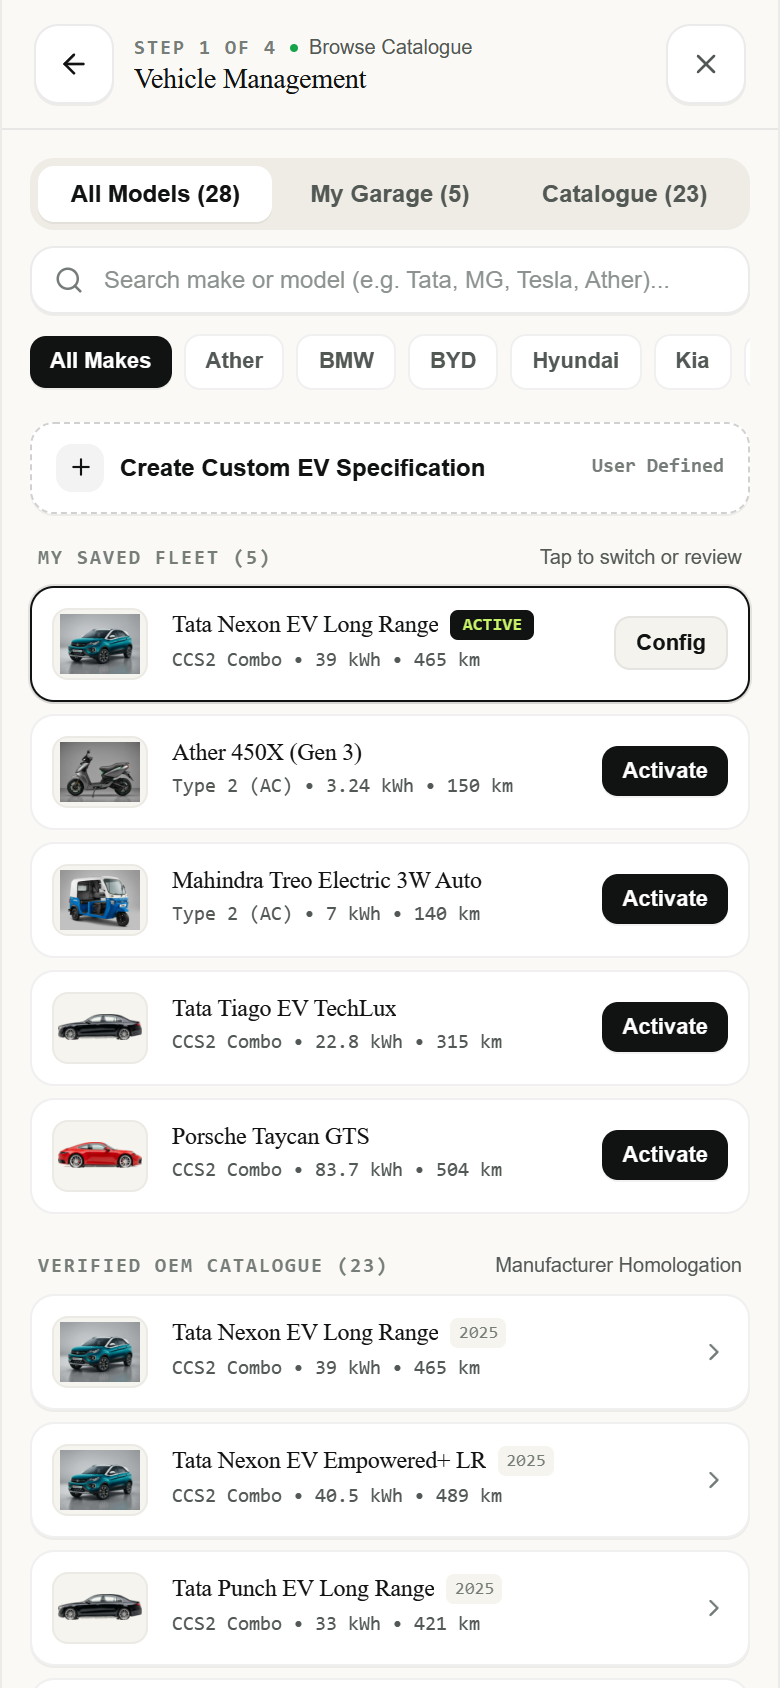 STEP 1 OF 4 • Browse Catalogue
Vehicle Management
All Models (28)
My Garage (5)
Catalogue (23)
Search make or model (e.g. Tata, MG, Tesla, Ather)...
All Makes
Ather
BMW
BYD
Hyundai
Kia
Create Custom EV Specification
User Defined
MY SAVED FLEET (5)
Tap to switch or review
Tata Nexon EV Long Range
ACTIVE
CCS2 Combo • 39 kWh • 465 km
Config
Ather 450X (Gen 3)
Type 2 (AC) • 3.24 kWh • 150 km
Activate
Mahindra Treo Electric 3W Auto
Type 2 (AC) • 7 kWh • 140 km
Activate
Tata Tiago EV TechLux
CCS2 Combo • 22.8 kWh • 315 km
Activate
Porsche Taycan GTS
CCS2 Combo • 83.7 kWh • 504 km
Activate
VERIFIED OEM CATALOGUE (23)
Manufacturer Homologation
Tata Nexon EV Long Range
2025
CCS2 Combo • 39 kWh • 465 km
Tata Nexon EV Empowered+ LR
2025
CCS2 Combo • 40.5 kWh • 489 km
Tata Punch EV Long Range
2025
CCS2 Combo • 33 kWh • 421 km